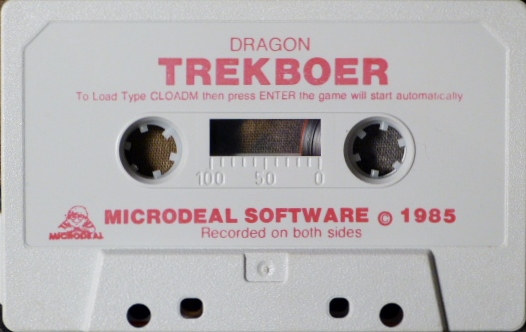 DRAGON
TREKBOER
To Load Type CLOADM then press ENTER the game will start automatically
100 50 0
MICRODEAL
MICRODEAL SOFTWARE © 1985
Recorded on both sides